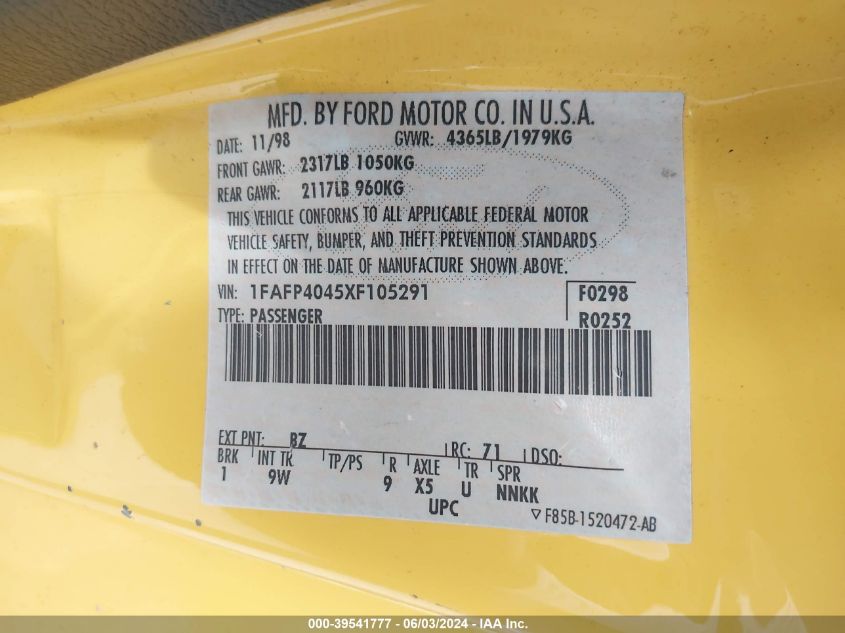 MFD. BY FORD MOTOR CO. IN U.S.A.
DATE: 11/98 GVWR: 4365LB/1979KG
FRONT GAWR: 2317LB 1050KG
REAR GAWR: 2117LB 960KG
THIS VEHICLE CONFORMS TO ALL APPLICABLE FEDERAL MOTOR
VEHICLE SAFETY, BUMPER, AND THEFT PREVENTION STANDARDS
IN EFFECT ON THE DATE OF MANUFACTURE SHOWN ABOVE.
VIN: 1FAFP4045XF105291 F0298
TYPE: PASSENGER R0252
EXT PNT: BZ RC: 71 DSO:
BRK INT TR TP/PS R AXLE TR SPR
1 9W 9 X5 U NNKK
UPC
▽ F85B-1520472-AB
000-39541777 - 06/03/2024 - IAA Inc.